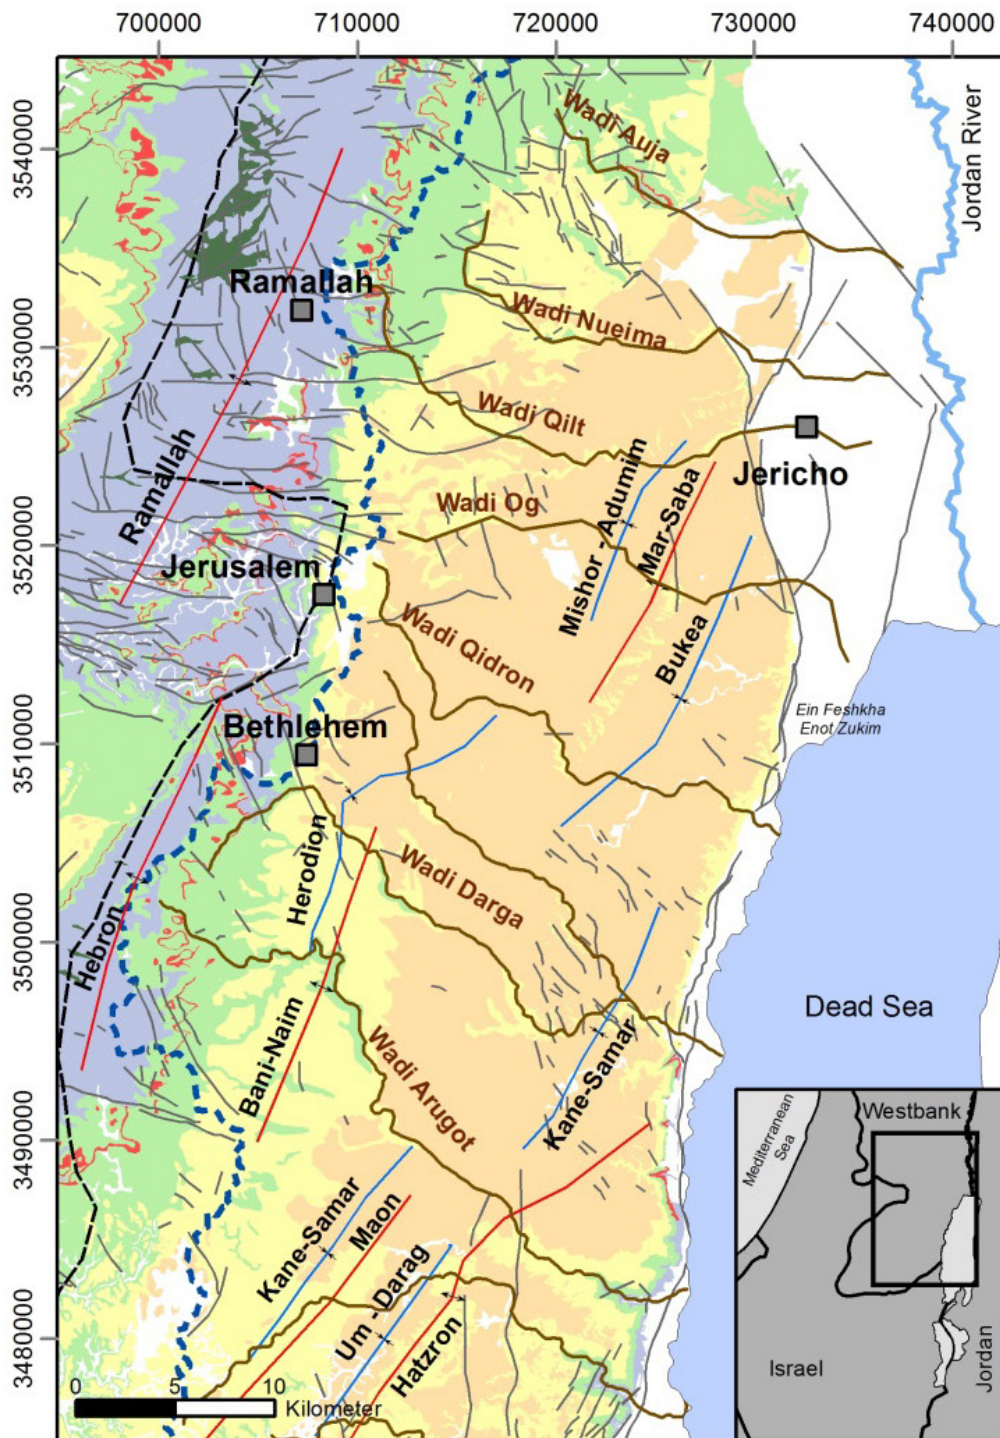 700000
710000
720000
730000
740000
3540000
3530000
3520000
3510000
3500000
3490000
3480000
Wadi Auja
Jordan River
Ramallah
Wadi Nueima
Wadi Qilt
Ramallah
Jericho
Wadi Og
Mishor - Adumim
Mar-Saba
Jerusalem
Wadi Qidron
Bukea
Ein Feshkha
Enot Zukim
Bethlehem
Herodion
Wadi Darga
Hebron
Dead Sea
Bani-Naim
Wadi Arugot
Kane-Samar
Kane-Samar
Maon
Um - Darag
Hatzron
0
5
10
Kilometer
Westbank
Mediterranean
Sea
Israel
Jordan